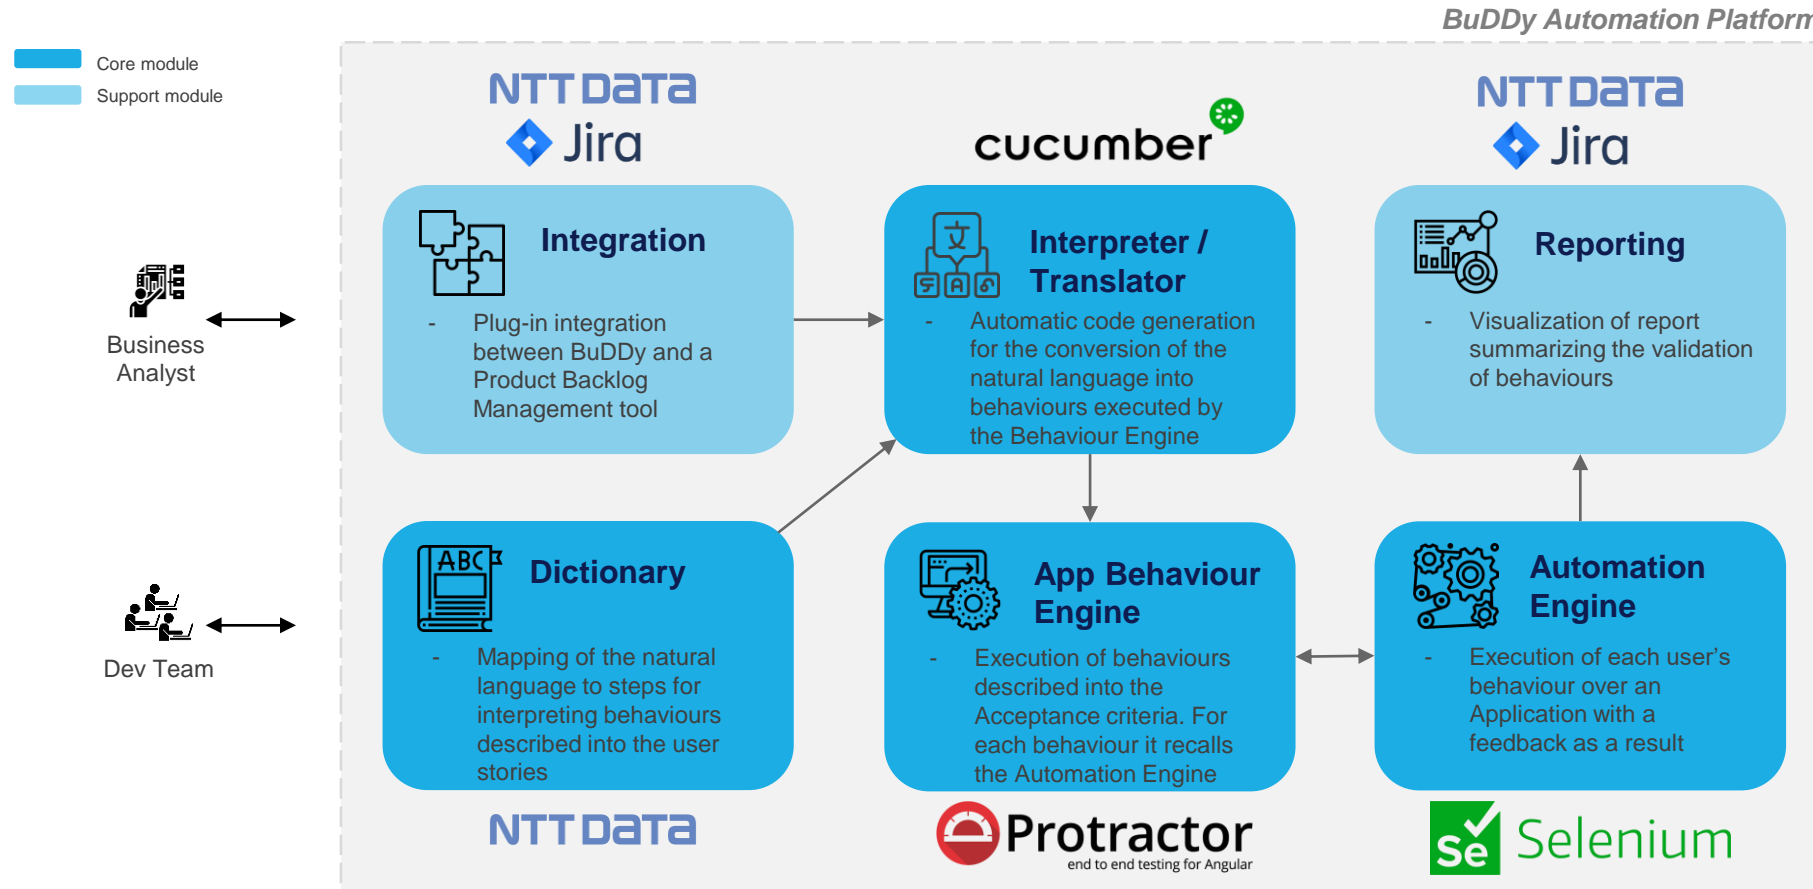 BuDDy Automation Platform
Core module
Support module
NTT DATA
Jira
cucumber
NTT DATA
Jira
Integration
- Plug-in integration
between BuDDy and a
Product Backlog
Management tool
Interpreter /
Translator
- Automatic code generation
for the conversion of the
natural language into
behaviours executed by
the Behaviour Engine
Reporting
- Visualization of report
summarizing the validation
of behaviours
Business
Analyst
ABC
Dictionary
- Mapping of the natural
language to steps for
interpreting behaviours
described into the user
stories
App Behaviour
Engine
- Execution of behaviours
described into the
Acceptance criteria. For
each behaviour it recalls
the Automation Engine
Automation
Engine
- Execution of each user’s
behaviour over an
Application with a
feedback as a result
Dev Team
NTT DATA
Protractor
end to end testing for Angular
Se
Selenium